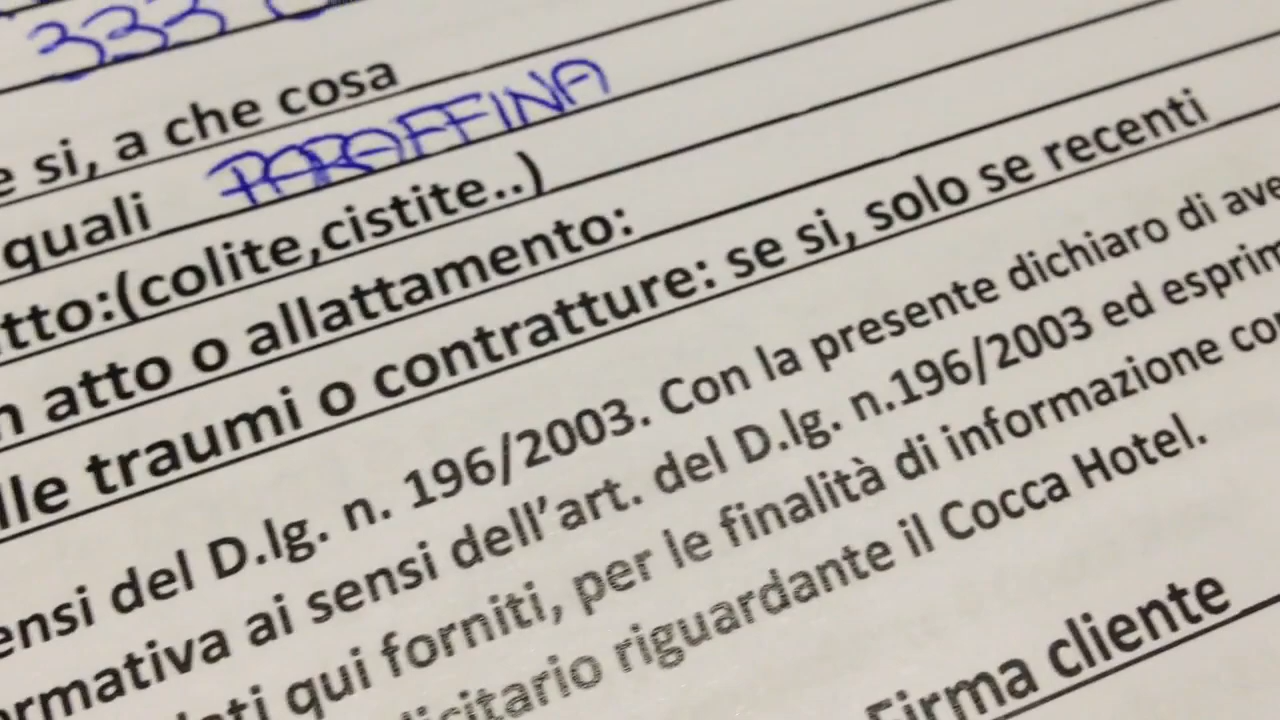 333
e si, a che cosa
quali PARAFFINA
tto:(colite,cistite..)
n atto o allattamento:
lle traumi o contratture: se si, solo se recenti
ensi del D.lg. n. 196/2003. Con la presente dichiaro di ave
ormativa ai sensi dell'art. del D.lg. n.196/2003 ed esprim
ati qui forniti, per le finalità di informazione co
licitario riguardante il Cocca Hotel.
Firma cliente